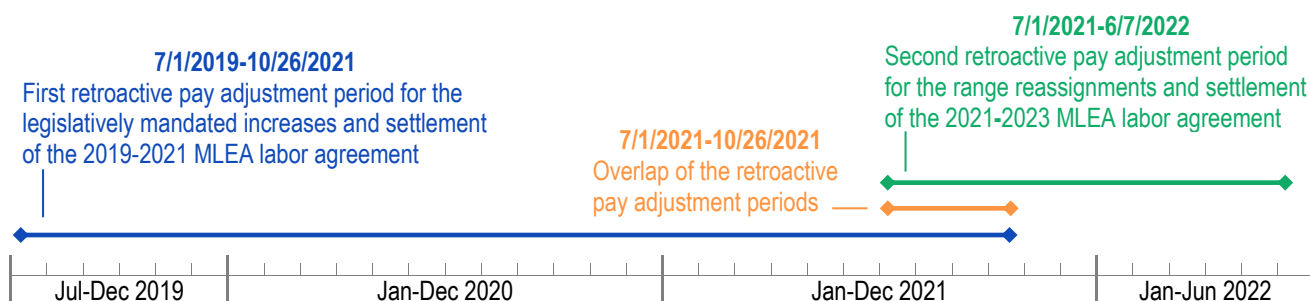 7/1/2019-10/26/2021
First retroactive pay adjustment period for the
legislatively mandated increases and settlement
of the 2019-2021 MLEA labor agreement
7/1/2021-10/26/2021
Overlap of the retroactive
pay adjustment periods
7/1/2021-6/7/2022
Second retroactive pay adjustment period
for the range reassignments and settlement
of the 2021-2023 MLEA labor agreement
Jul-Dec 2019
Jan-Dec 2020
Jan-Dec 2021
Jan-Jun 2022